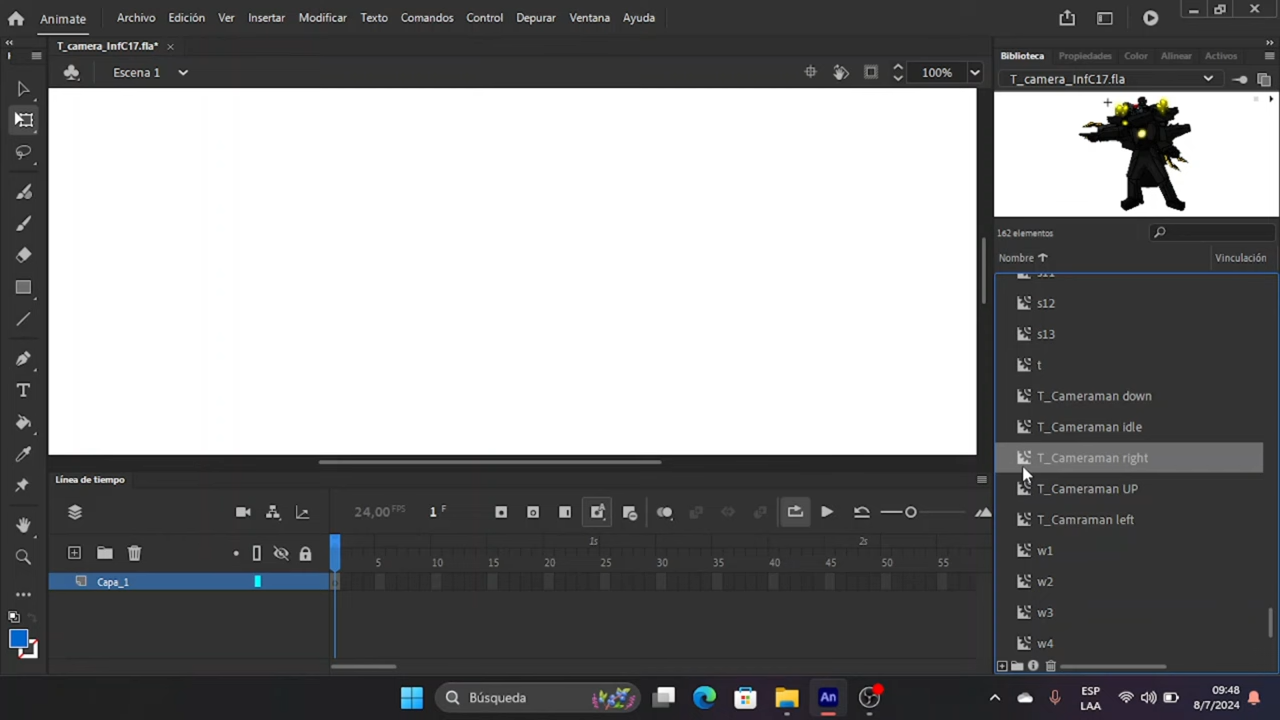 Animate
Archivo
Edición
Ver
Insertar
Modificar
Texto
Comandos
Control
Depurar
Ventana
Ayuda
T_camera_InfC17.fla*
Escena 1
100%
Biblioteca
Propiedades
Color
Alinear
Activos
T_camera_InfC17.fla
162 elementos
Nombre
Vinculación
s12
s13
t
T_Cameraman down
T_Cameraman idle
T_Cameraman right
T_Cameraman UP
T_Camraman left
w1
w2
w3
w4
Línea de tiempo
24,00 FPS
1 F
1s
2s
5
10
15
20
25
30
35
40
45
50
55
Capa_1
Búsqueda
An
ESP
LAA
09:48
8/7/2024